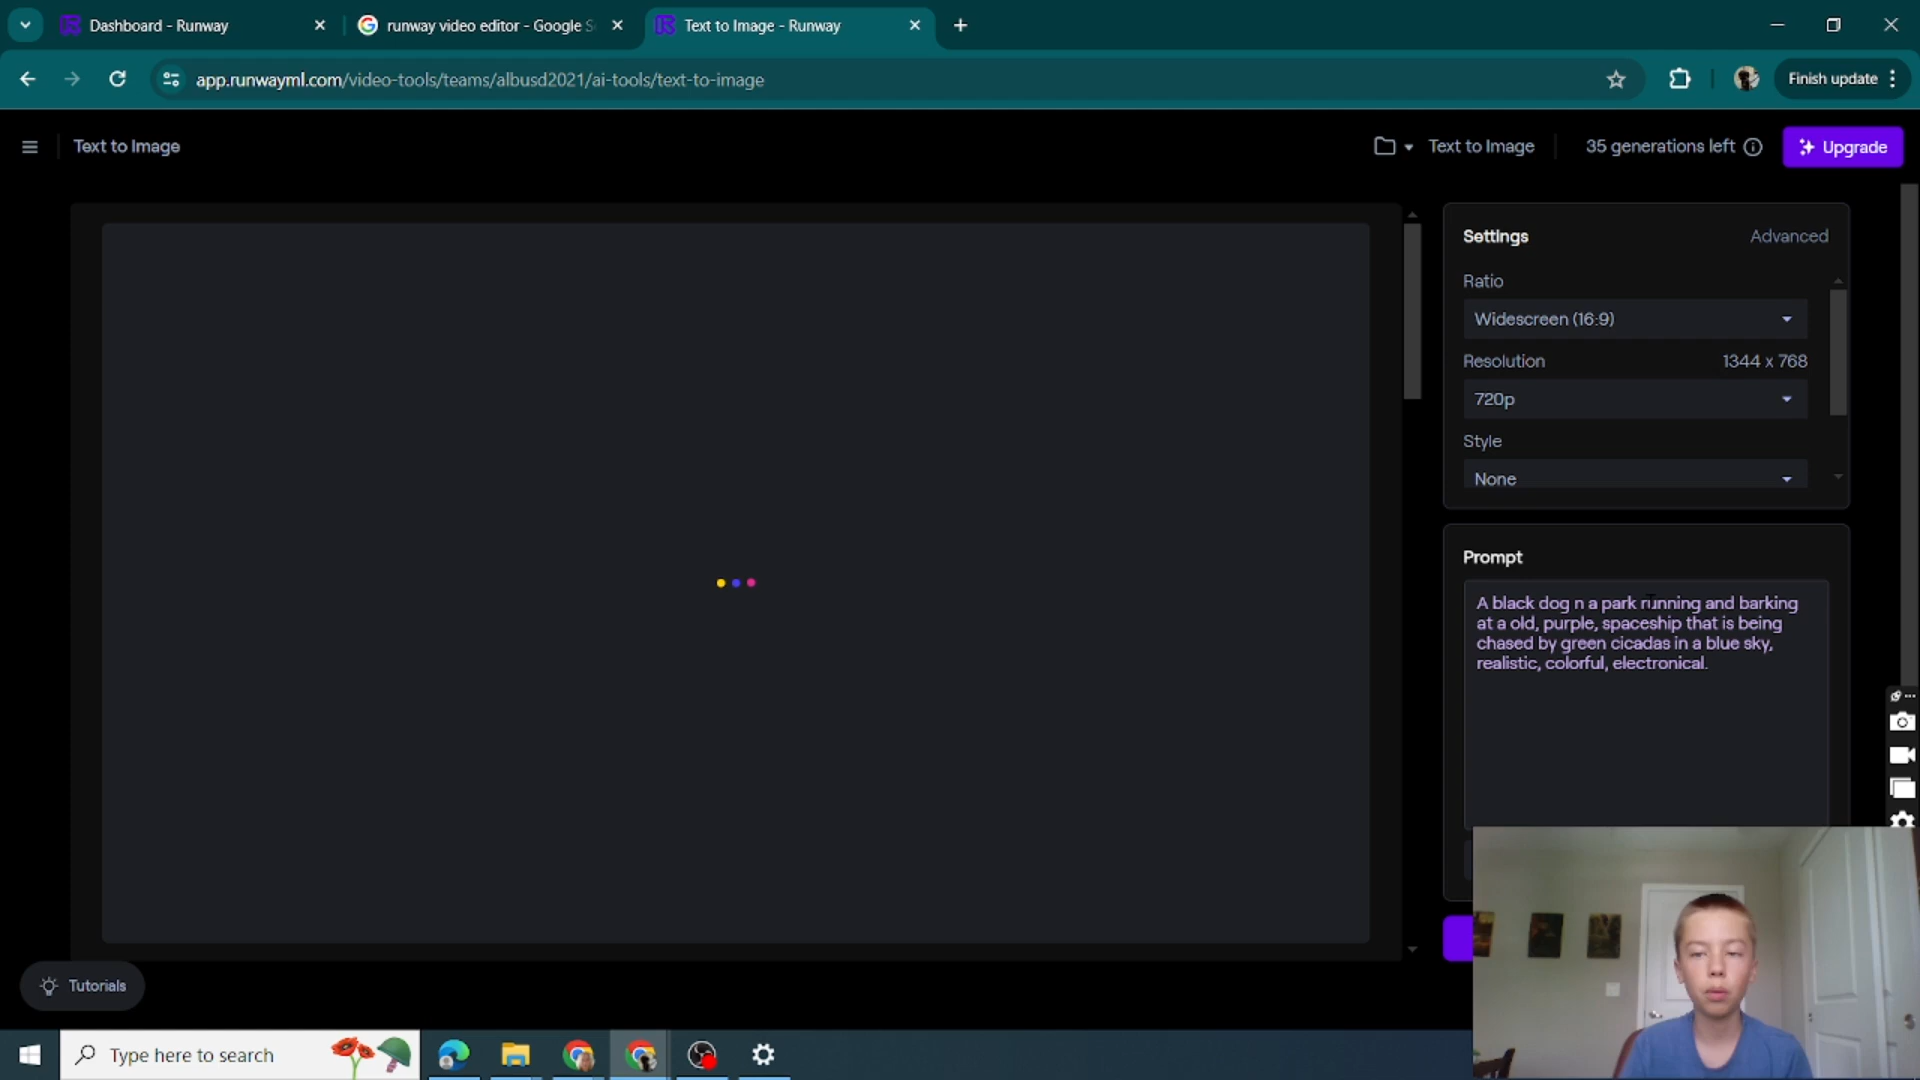 Dashboard - Runway
runway video editor - Google S
Text to Image - Runway
app.runwayml.com/video-tools/teams/albusd2021/ai-tools/text-to-image
Finish update
Text to Image
Text to Image
35 generations left
Upgrade
Settings
Advanced
Ratio
Widescreen (16:9)
Resolution
1344 x 768
720p
Style
None
Prompt
A black dog n a park running and barking
at a old, purple, spaceship that is being
chased by green cicadas in a blue sky,
realistic, colorful, electronical.
Tutorials
Type here to search